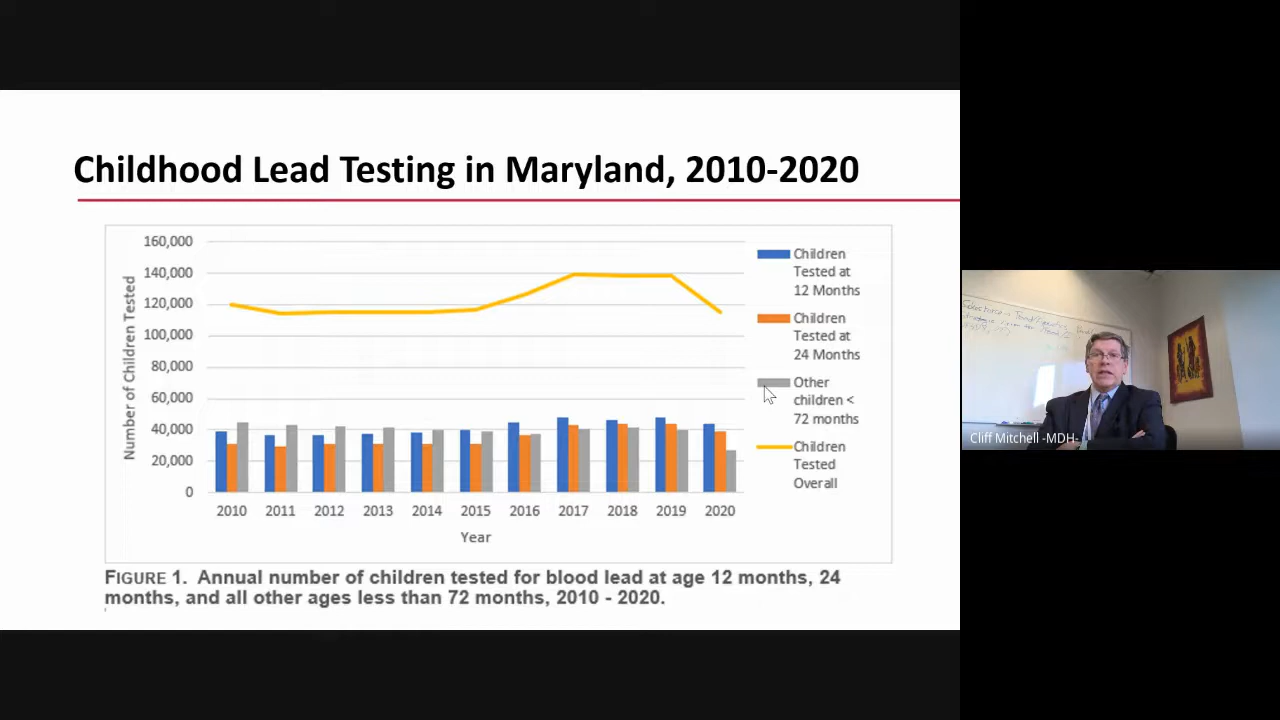 Childhood Lead Testing in Maryland, 2010-2020
160,000
140,000
120,000
100,000
80,000
60,000
40,000
20,000
0
Number of Children Tested
2010 2011 2012 2013 2014 2015 2016 2017 2018 2019 2020
Year
Children
Tested at
12 Months
Children
Tested at
24 Months
Other
children <
72 months
Children
Tested
Overall
FIGURE 1. Annual number of children tested for blood lead at age 12 months, 24
months, and all other ages less than 72 months, 2010 - 2020.
Cliff Mitchell -MDH-